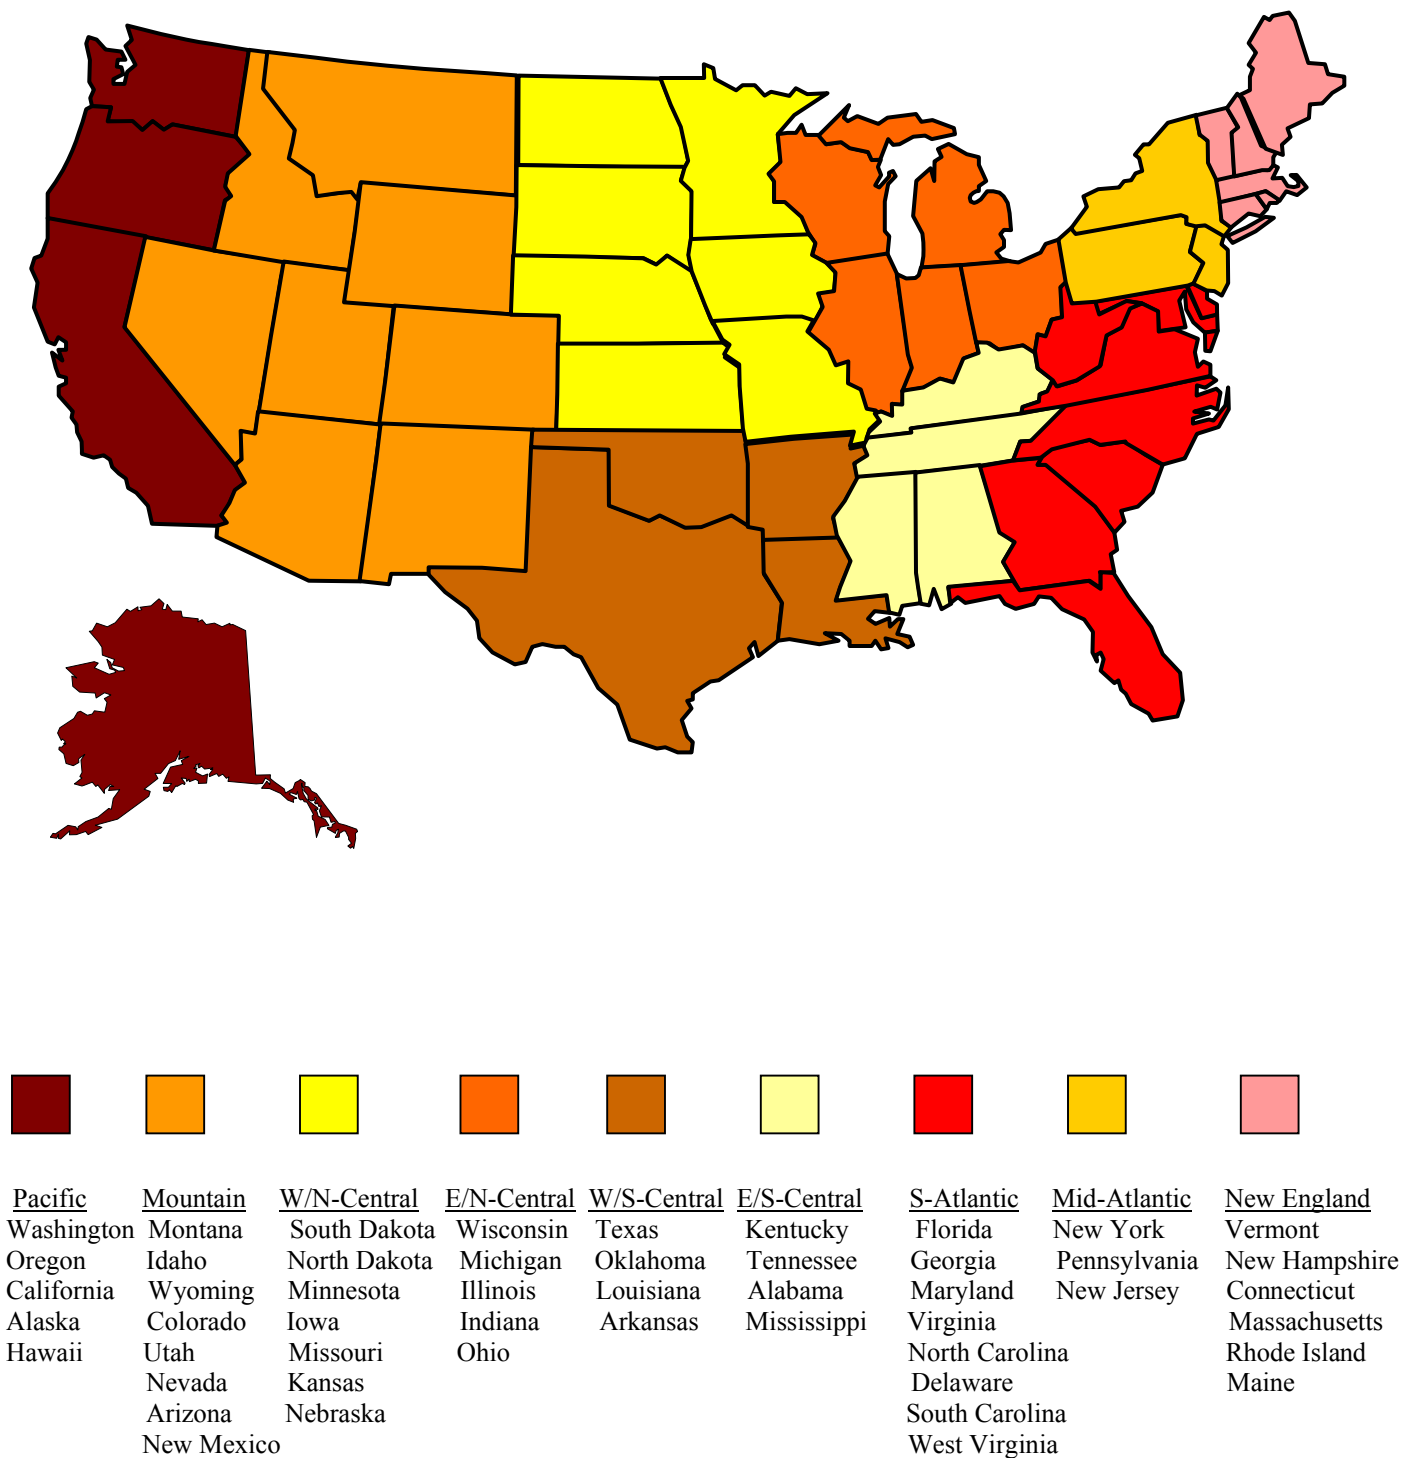 Pacific Mountain W/N-Central E/N-Central W/S-Central E/S-Central S-Atlantic Mid-Atlantic New England
Washington Montana South Dakota Wisconsin Texas Kentucky Florida New York Vermont
Oregon Idaho North Dakota Michigan Oklahoma Tennessee Georgia Pennsylvania New Hampshire
California Wyoming Minnesota Illinois Louisiana Alabama Maryland New Jersey Connecticut
Alaska Colorado Iowa Indiana Arkansas Mississippi Virginia Massachusetts
Hawaii Utah Missouri Ohio North Carolina Rhode Island
Nevada Kansas Delaware Maine
Arizona Nebraska South Carolina
New Mexico West Virginia